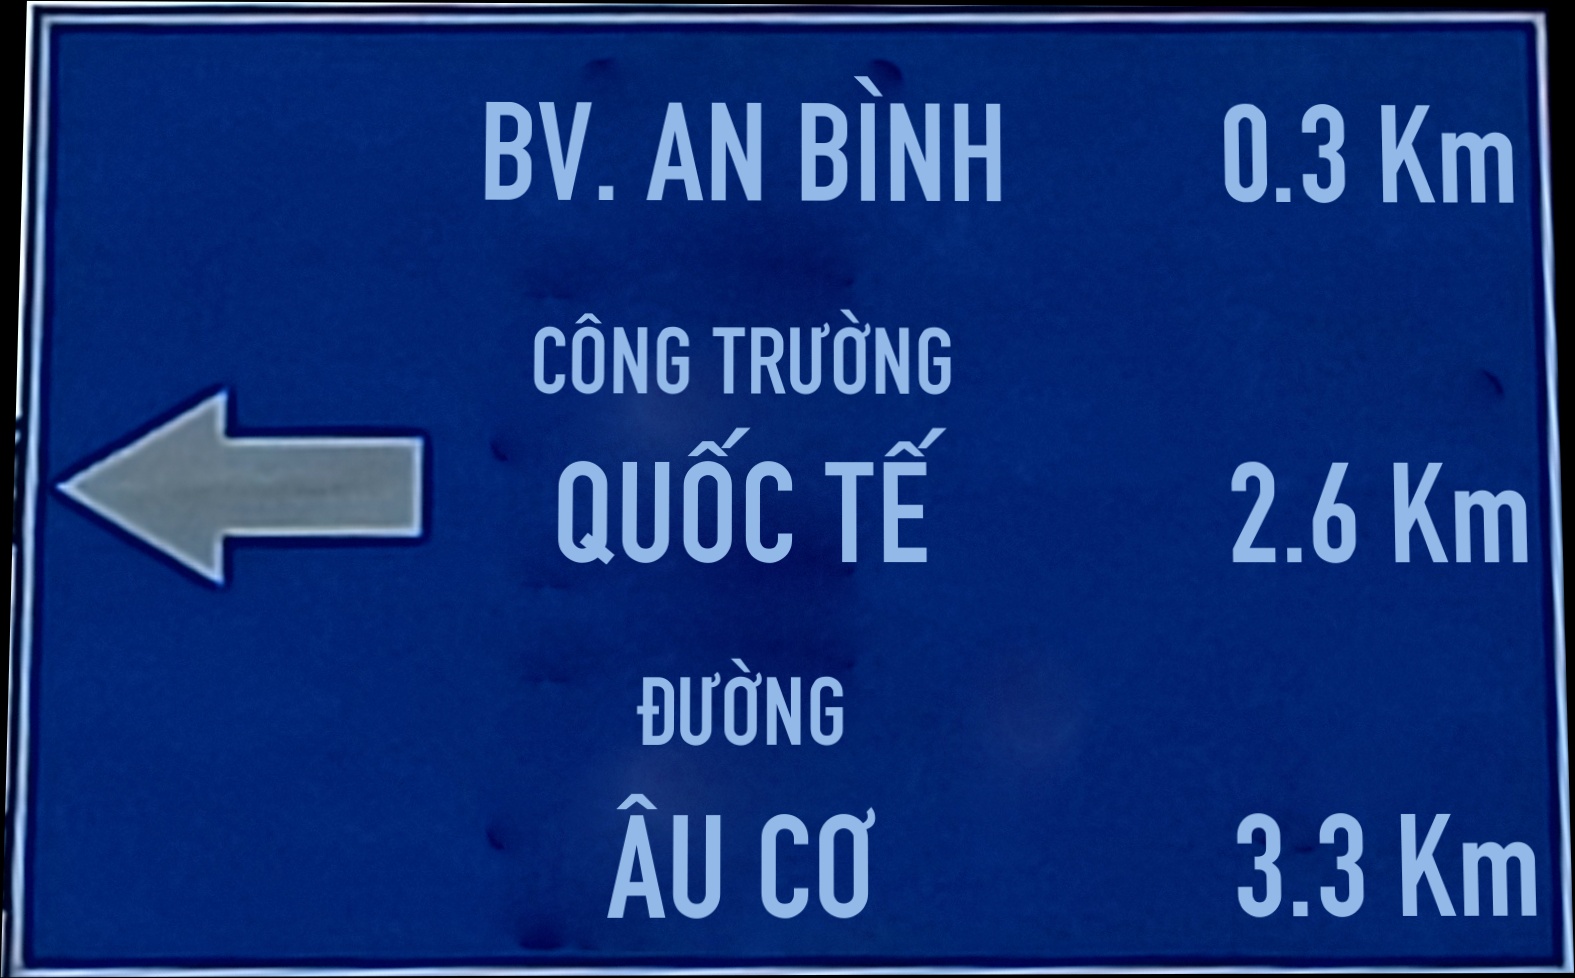 BV. AN BÌNH 0.3 Km
CÔNG TRƯỜNG
QUỐC TẾ 2.6 Km
ĐƯỜNG
ÂU CƠ 3.3 Km